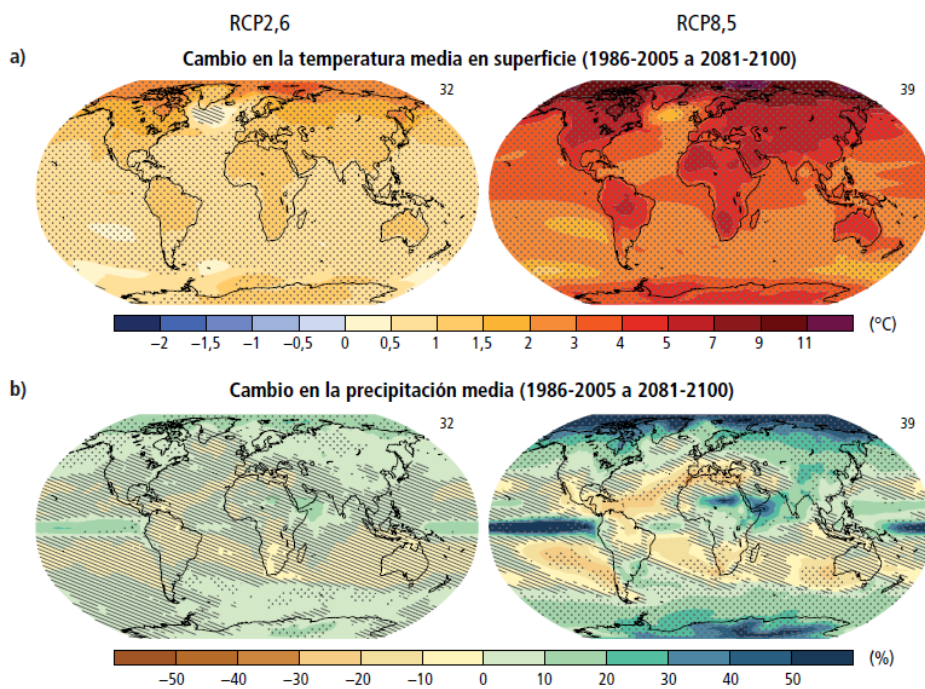 RCP2,6 RCP8,5
a) Cambio en la temperatura media en superficie (1986-2005 a 2081-2100)
32 39
−2 −1,5 −1 −0,5 0 0,5 1 1,5 2 3 4 5 7 9 11 (°C)
b) Cambio en la precipitación media (1986-2005 a 2081-2100)
32 39
−50 −40 −30 −20 −10 0 10 20 30 40 50 (%)